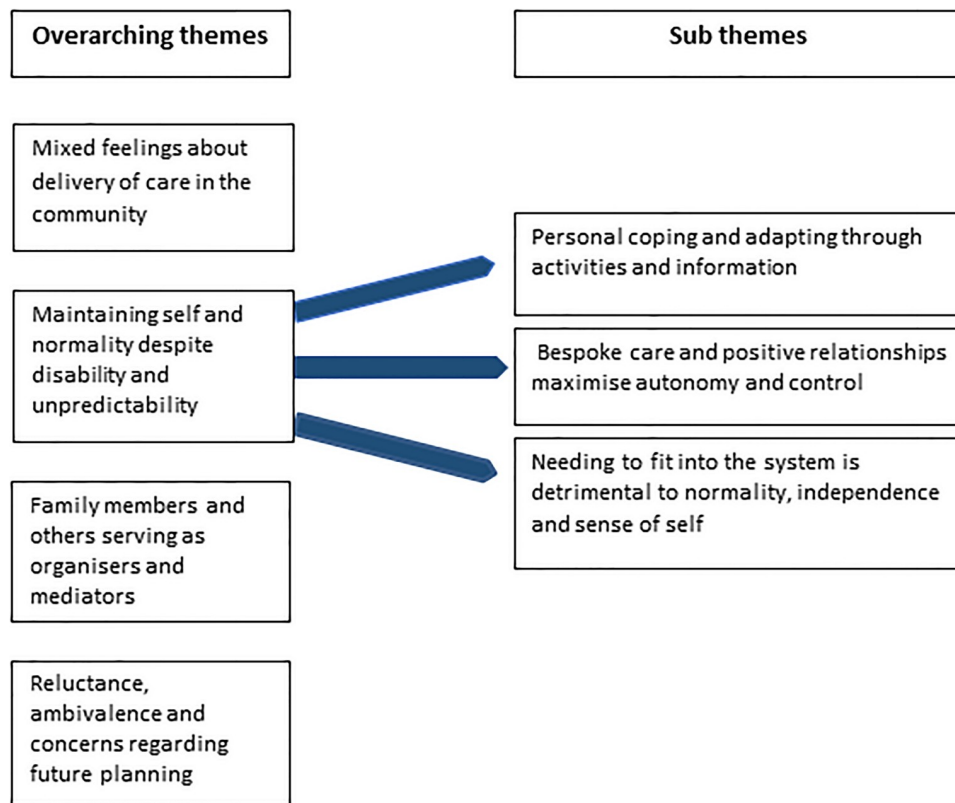 Overarching themes
Sub themes
Mixed feelings about
delivery of care in the
community
Maintaining self and
normality despite
disability and
unpredictability
Family members and
others serving as
organisers and
mediators
Reluctance,
ambivalence and
concerns regarding
future planning
Personal coping and adapting through
activities and information
Bespoke care and positive relationships
maximise autonomy and control
Needing to fit into the system is
detrimental to normality, independence
and sense of self